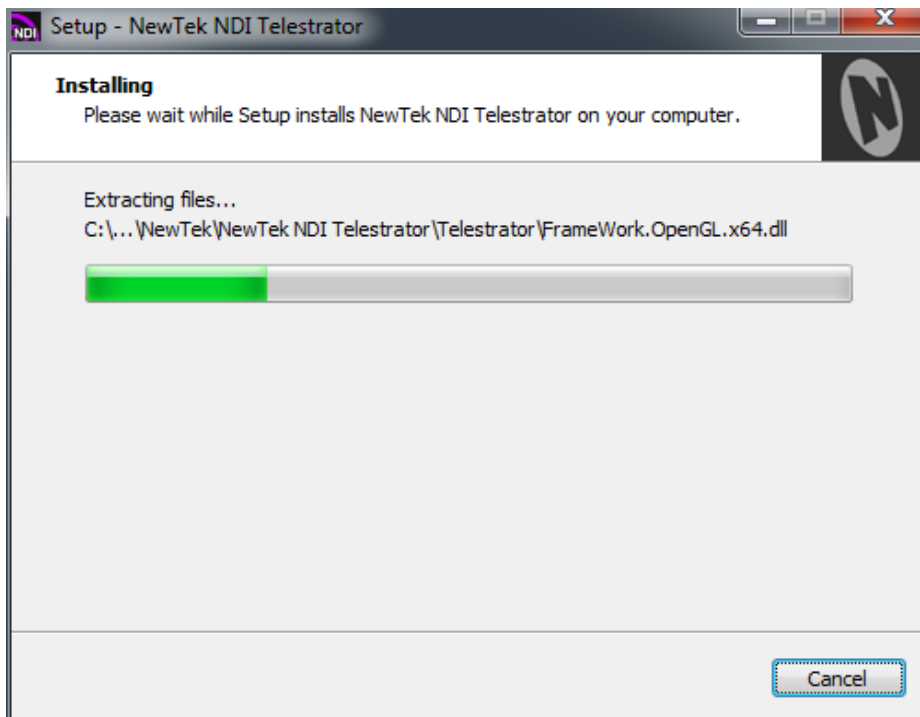 NDI Setup - NewTek NDI Telestrator
Installing
Please wait while Setup installs NewTek NDI Telestrator on your computer.
N
Extracting files...
C:\...\NewTek\NewTek NDI Telestrator\Telestrator\FrameWork.OpenGL.x64.dll
Cancel